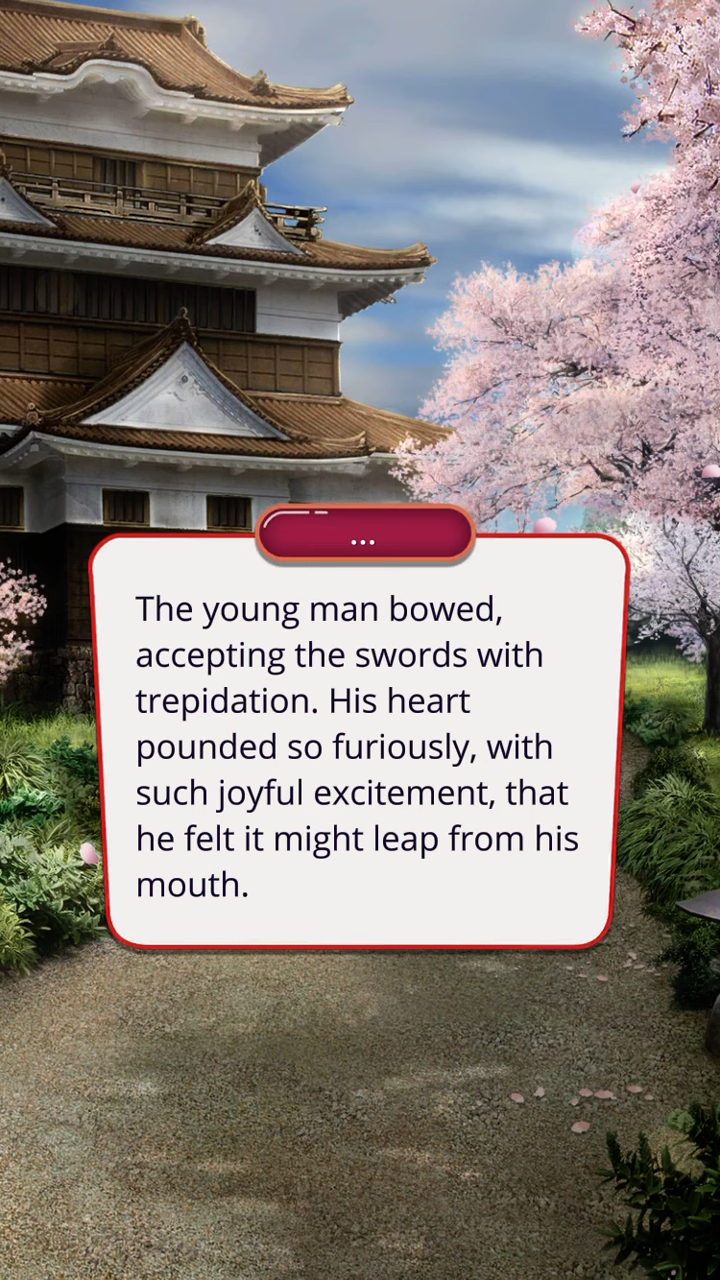 ...
The young man bowed,
accepting the swords with
trepidation. His heart
pounded so furiously, with
such joyful excitement, that
he felt it might leap from his
mouth.